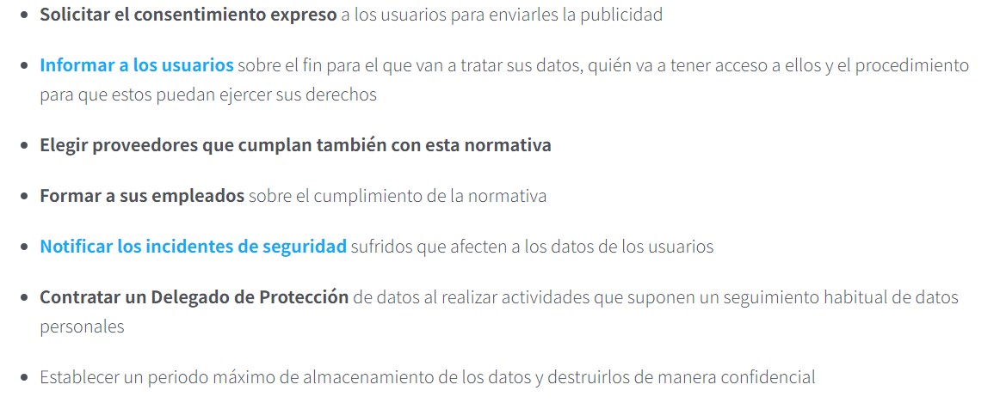 Solicitar el consentimiento expreso a los usuarios para enviarles la publicidad
Informar a los usuarios sobre el fin para el que van a tratar sus datos, quién va a tener acceso a ellos y el procedimiento
para que estos puedan ejercer sus derechos
Elegir proveedores que cumplan también con esta normativa
Formar a sus empleados sobre el cumplimiento de la normativa
Notificar los incidentes de seguridad sufridos que afecten a los datos de los usuarios
Contratar un Delegado de Protección de datos al realizar actividades que suponen un seguimiento habitual de datos
personales
Establecer un periodo máximo de almacenamiento de los datos y destruirlos de manera confidencial